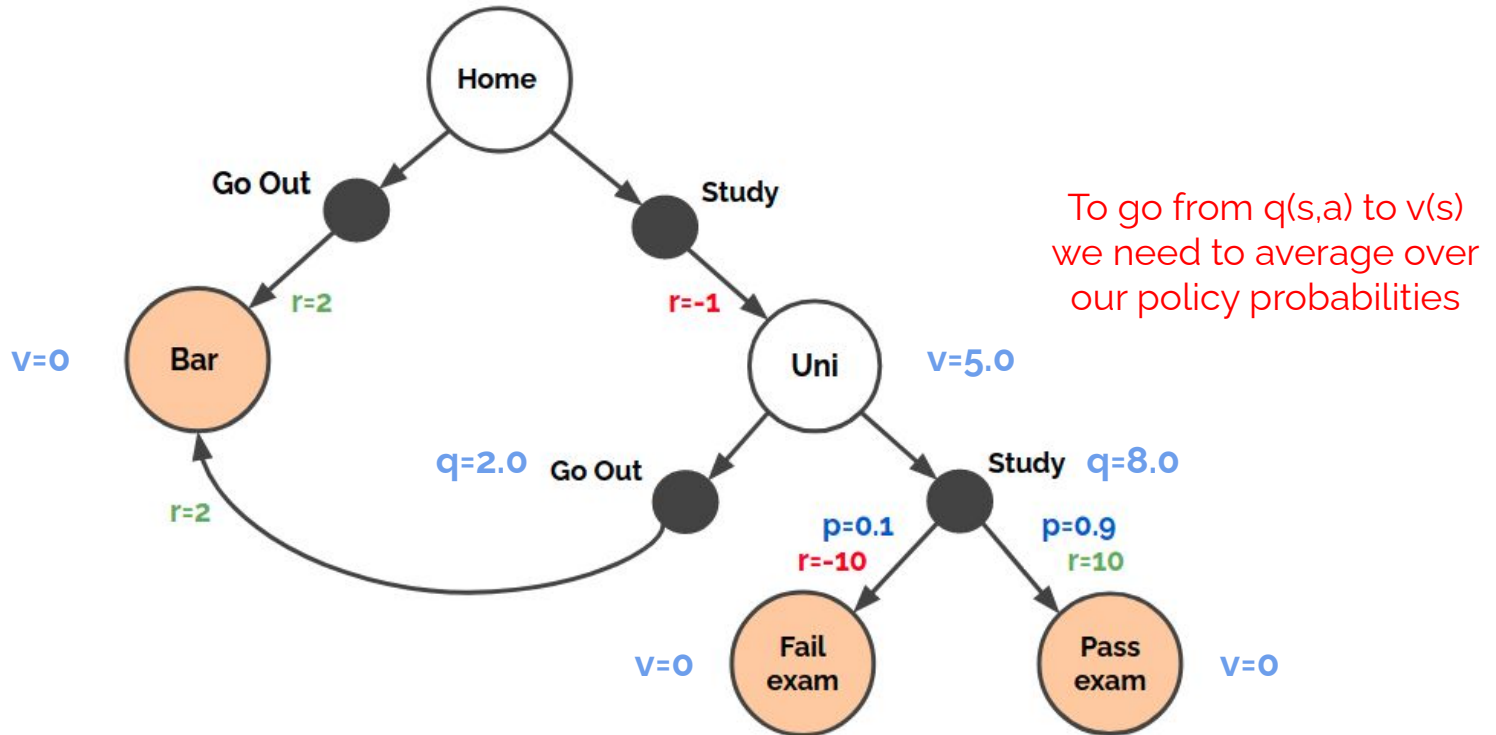 Home
Go Out
Study
To go from q(s,a) to v(s)
we need to average over
our policy probabilities
r=2
r=-1
v=0
Bar
Uni
v=5.0
q=2.0
Go Out
Study
q=8.0
r=2
p=0.1
p=0.9
r=-10
r=10
v=0
Fail
exam
Pass
exam
v=0